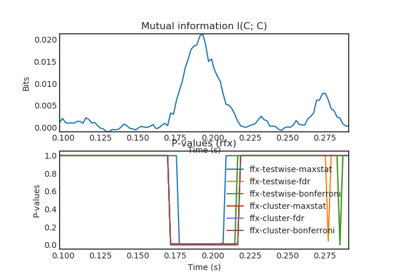 Mutual information I(C; C)
0.020
0.015
0.010
0.005
0.000
Bits
0.100 0.125 0.150 0.175 0.200 0.225 0.250 0.275
Time (s)
P-values (rfx)
1.0
0.8
0.6
0.4
0.2
0.0
P-values
ffx-testwise-maxstat
ffx-testwise-fdr
ffx-testwise-bonferroni
ffx-cluster-maxstat
ffx-cluster-fdr
ffx-cluster-bonferroni
0.100 0.125 0.150 0.175 0.200 0.225 0.250 0.275
Time (s)